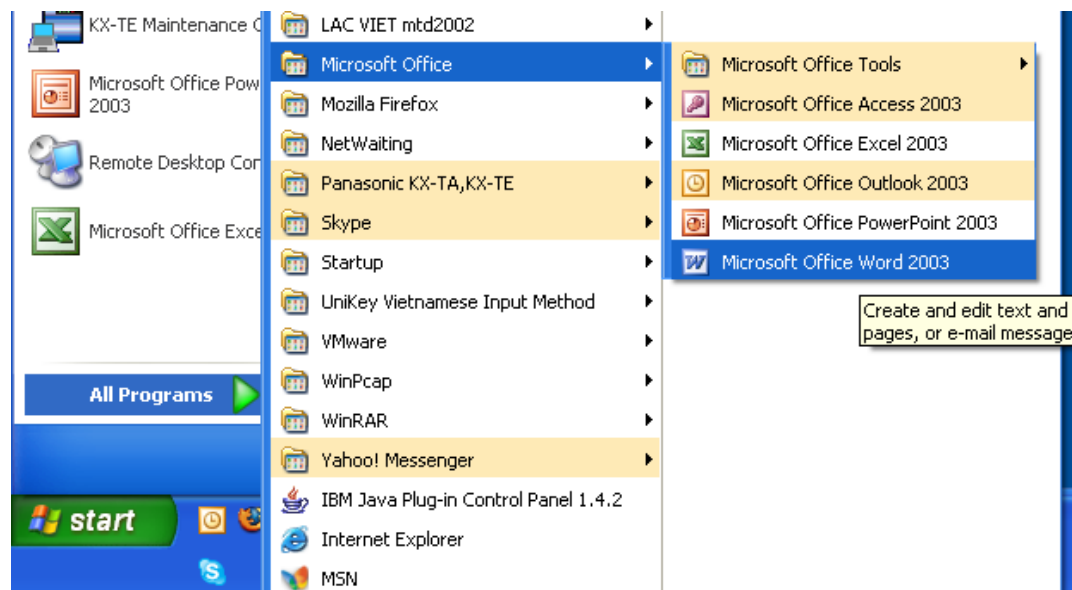 KX-TE Maintenance C
Microsoft Office Pow
2003
Remote Desktop Cor
Microsoft Office Exce
All Programs
start
LAC VIET mtd2002
Microsoft Office
Mozilla Firefox
NetWaiting
Panasonic KX-TA,KX-TE
Skype
Startup
UniKey Vietnamese Input Method
VMware
WinPcap
WinRAR
Yahoo! Messenger
IBM Java Plug-in Control Panel 1.4.2
Internet Explorer
MSN
Microsoft Office Tools
Microsoft Office Access 2003
Microsoft Office Excel 2003
Microsoft Office Outlook 2003
Microsoft Office PowerPoint 2003
Microsoft Office Word 2003
Create and edit text and
pages, or e-mail message